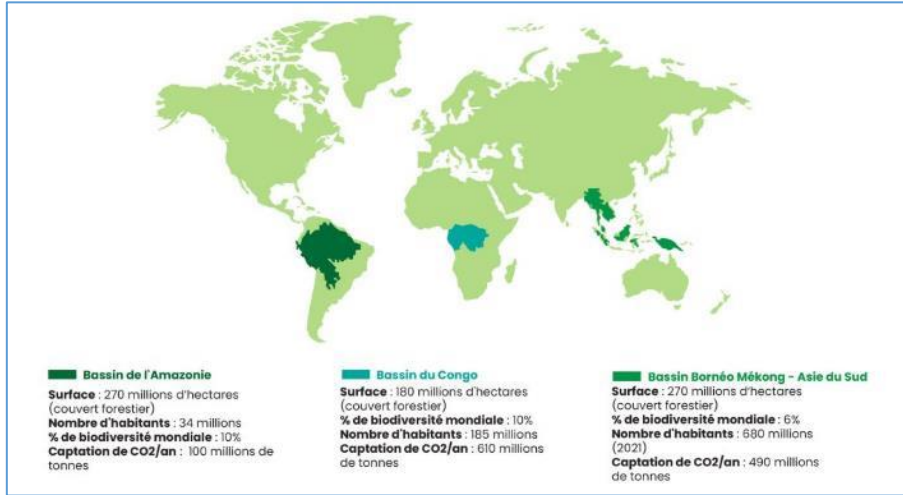 Bassin de l'Amazonie
Surface : 270 millions d'hectares
(couvert forestier)
Nombre d'habitants : 34 millions
% de biodiversité mondiale : 10%
Captation de CO2/an : 100 millions de
tonnes
Bassin du Congo
Surface : 180 millions d'hectares
(couvert forestier)
% de biodiversité mondiale : 10%
Nombre d'habitants : 185 millions
Captation de CO2/an : 610 millions
de tonnes
Bassin Bornéo Mékong - Asie du Sud
Surface : 270 millions d'hectares
(couvert forestier)
% de biodiversité mondiale : 6%
Nombre d'habitants : 680 millions
(2021)
Captation de CO2/an : 490 millions
de tonnes